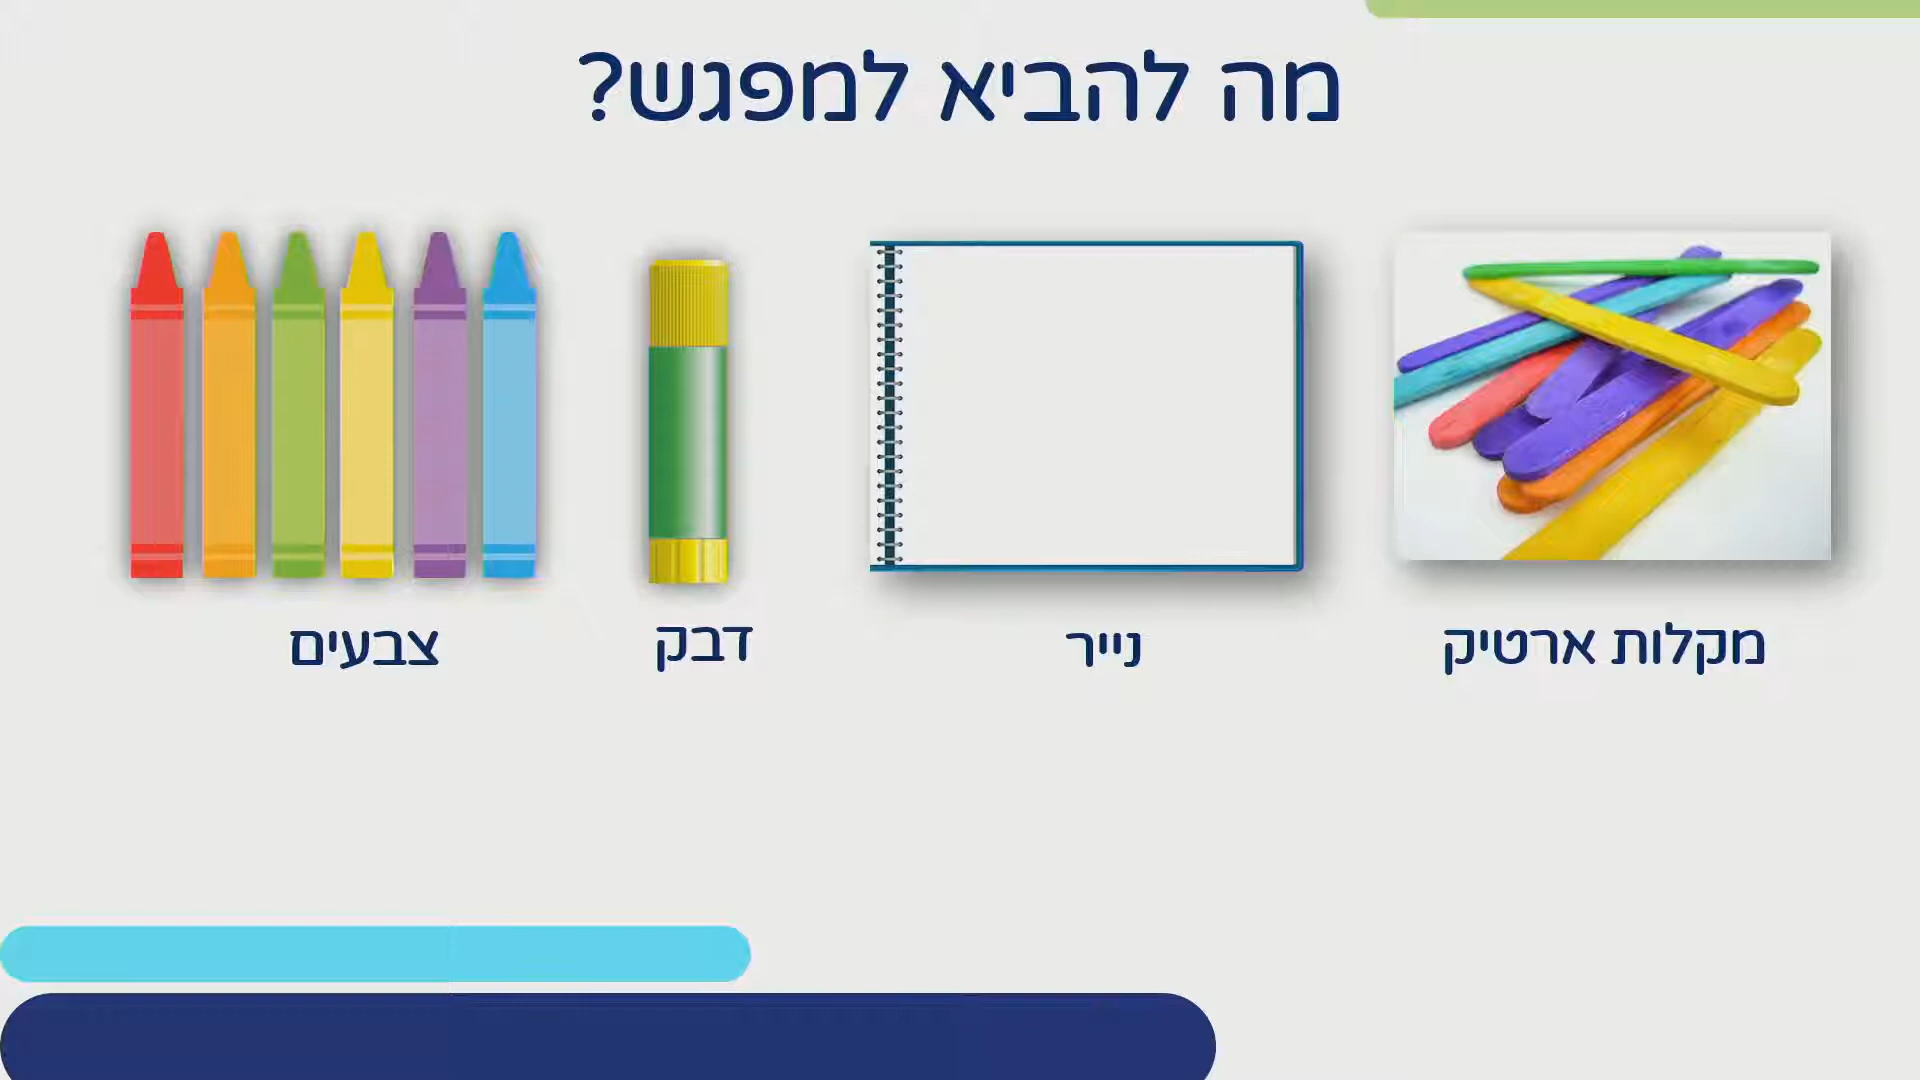 מה להביא למפגש?
מקלות ארטיק
נייר
דבק
צבעים